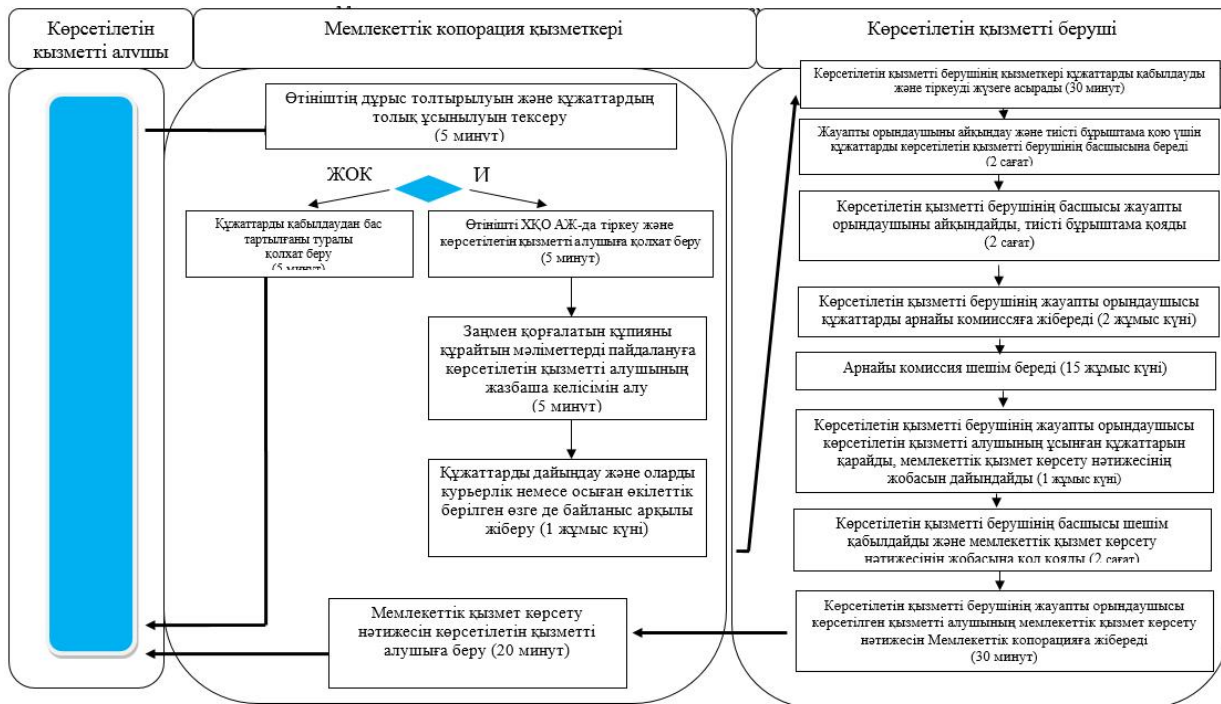 Көрсетілетін
қызметті алушы
Мемлекеттік копорация қызметкері
Көрсетілетін қызметті беруші
Өтініштің дұрыс толтырылуын және құжаттардың
толық ұсынылуын тексеру
(5 минут)
ЖОК
И
Құжаттарды қабылдаудан бас
тартылғаны туралы
қолхат беру
(5 минут)
Өтінішті ХҚО АЖ-да тіркеу және
көрсетілетін қызметті алушыға қолхат беру
(5 минут)
Заңмен қорғалатын құпияны
құрайтын мәліметтерді пайдалануға
көрсетілетін қызметті алушының
жазбаша келісімін алу
(5 минут)
Құжаттарды дайындау және оларды
курьерлік немесе осыған өкілеттік
берілген өзге де байланыс арқылы
жіберу (1 жұмыс күні)
Мемлекеттік қызмет көрсету
нәтижесін көрсетілетін қызметті
алушыға беру (20 минут)
Көрсетілетін қызметті берушінің қызметкері құжаттарды қабылдауды
және тіркеуді жүзеге асырады (30 минут)
Жауапты орындаушыны айқындау және тиісті бұрыштама қою үшін
құжаттарды көрсетілетін қызметті берушінің басшысына береді
(2 сағат)
Көрсетілетін қызметті берушінің басшысы жауапты
орындаушыны айқындайды, тиісті бұрыштама қояды
(2 сағат)
Көрсетілетін қызметті берушінің жауапты орындаушысы
құжаттарды арнайы комиссяға жібереді (2 жұмыс күні)
Арнайы комиссия шешім береді (15 жұмыс күні)
Көрсетілетін қызметті берушінің жауапты орындаушысы
көрсетілетін қызметті алушының ұсынған құжаттарын
қарайды, мемлекеттік қызмет көрсету нәтижесінің
жобасын дайындайды (1 жұмыс күні)
Көрсетілетін қызметті берушінің басшысы шешім
қабылдайды және мемлекеттік қызмет көрсету
нәтижесінің жобасына қол қояды (2 сағат)
Көрсетілетін қызметті берушінің жауапты орындаушысы
көрсетілген қызметті алушының мемлекеттік қызмет көрсету
нәтижесін Мемлекеттік копорацияға жібереді
(30 минут)